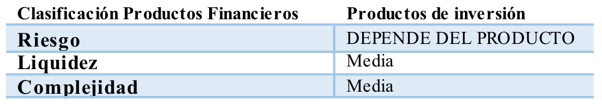 Clasificación Productos Financieros Productos de inversión
Riesgo DEPENDE DEL PRODUCTO
Liquidez Media
Complejidad Media